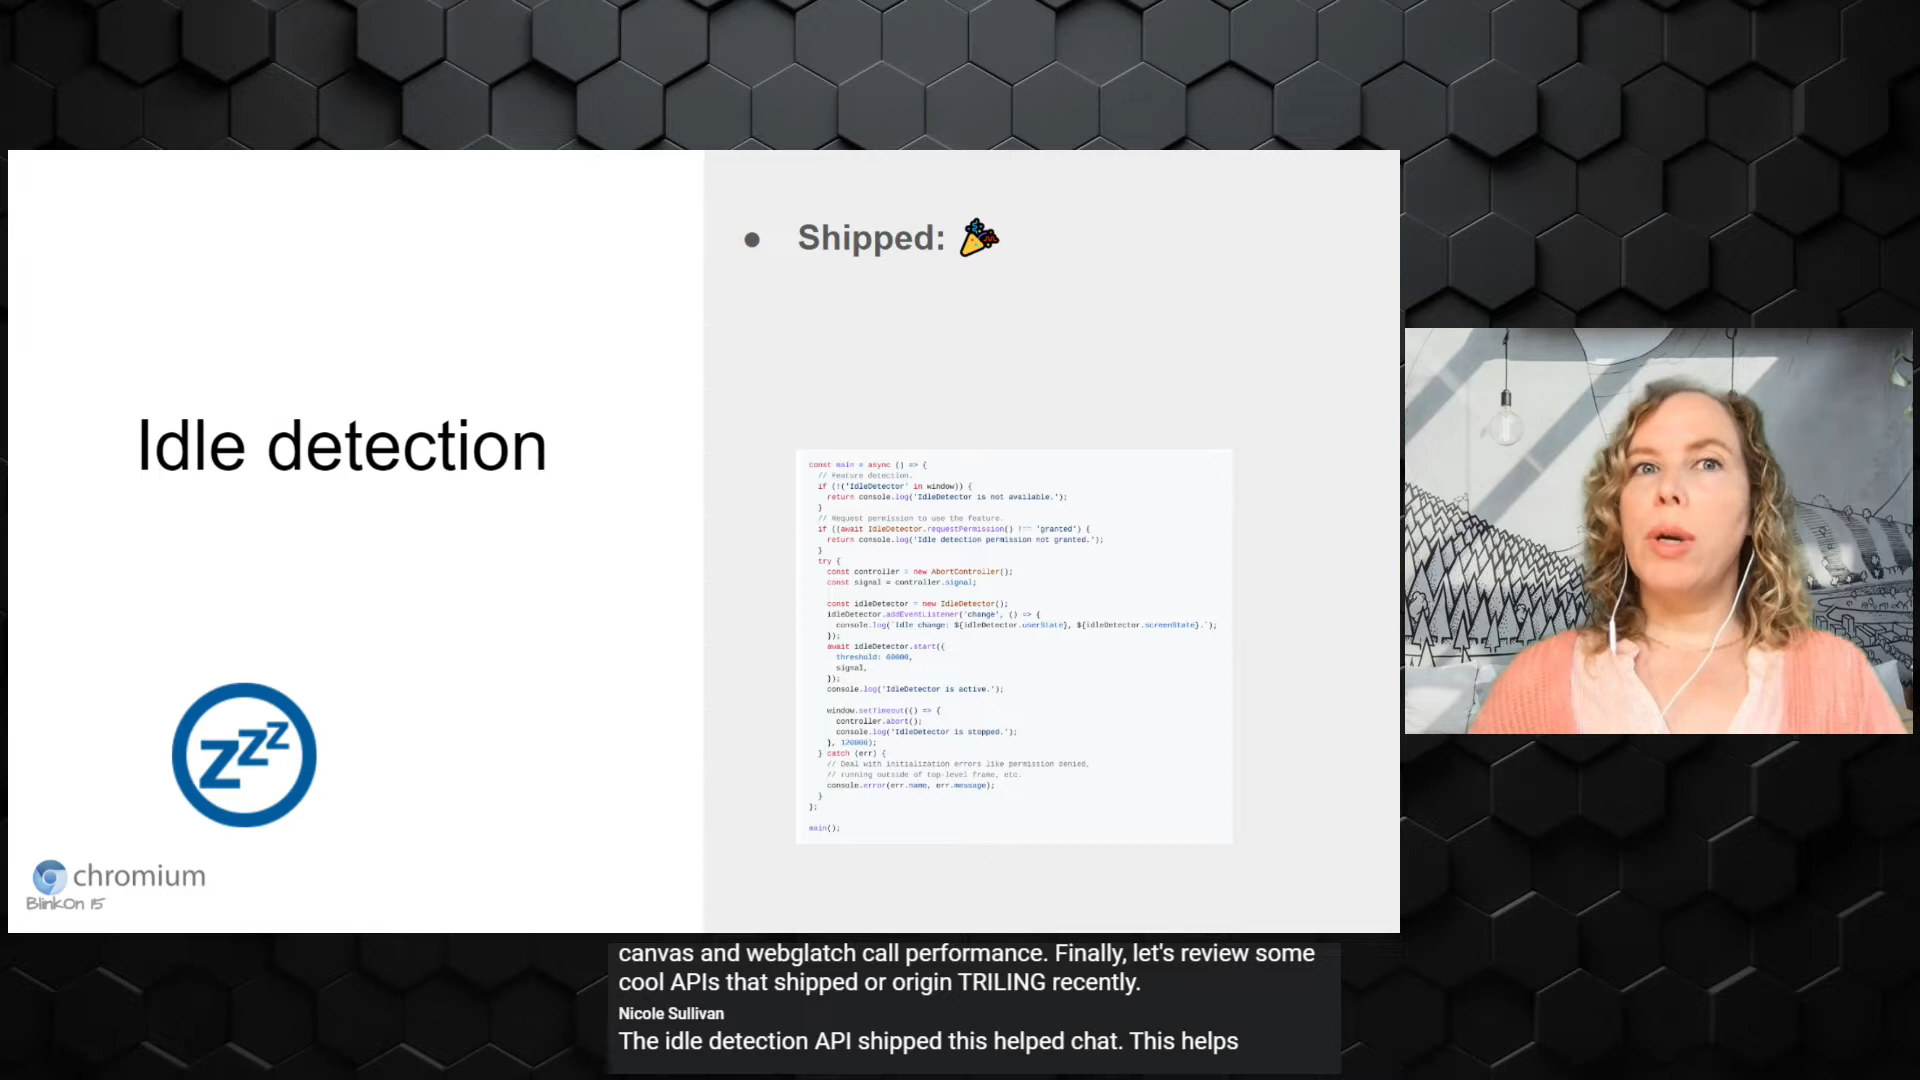 ● Shipped:
Idle detection
const main = async () => {
// Feature detection.
if (!('IdleDetector' in window)) {
return console.log('IdleDetector is not available.');
}
// Request permission to use the feature.
if ((await IdleDetector.requestPermission() !== 'granted') {
return console.log('Idle detection permission not granted.');
}
try {
const controller = new AbortController();
const signal = controller.signal;
const idleDetector = new IdleDetector();
idleDetector.addEventListener('change', () => {
console.log(`Idle change: ${idleDetector.userState}, ${idleDetector.screenState}.`);
});
await idleDetector.start({
threshold: 60000,
signal,
});
console.log('IdleDetector is active.');
window.setTimeout(() => {
controller.abort();
console.log('IdleDetector is stopped.');
}, 120000);
} catch (err) {
// Deal with initialization errors like permission denied,
// running outside of top-level frame, etc.
console.error(err.name, err.message);
}
};
main();
zzz
chromium
BlinkOn 15
canvas and webglatch call performance. Finally, let's review some
cool APIs that shipped or origin TRILING recently.
Nicole Sullivan
The idle detection API shipped this helped chat. This helps